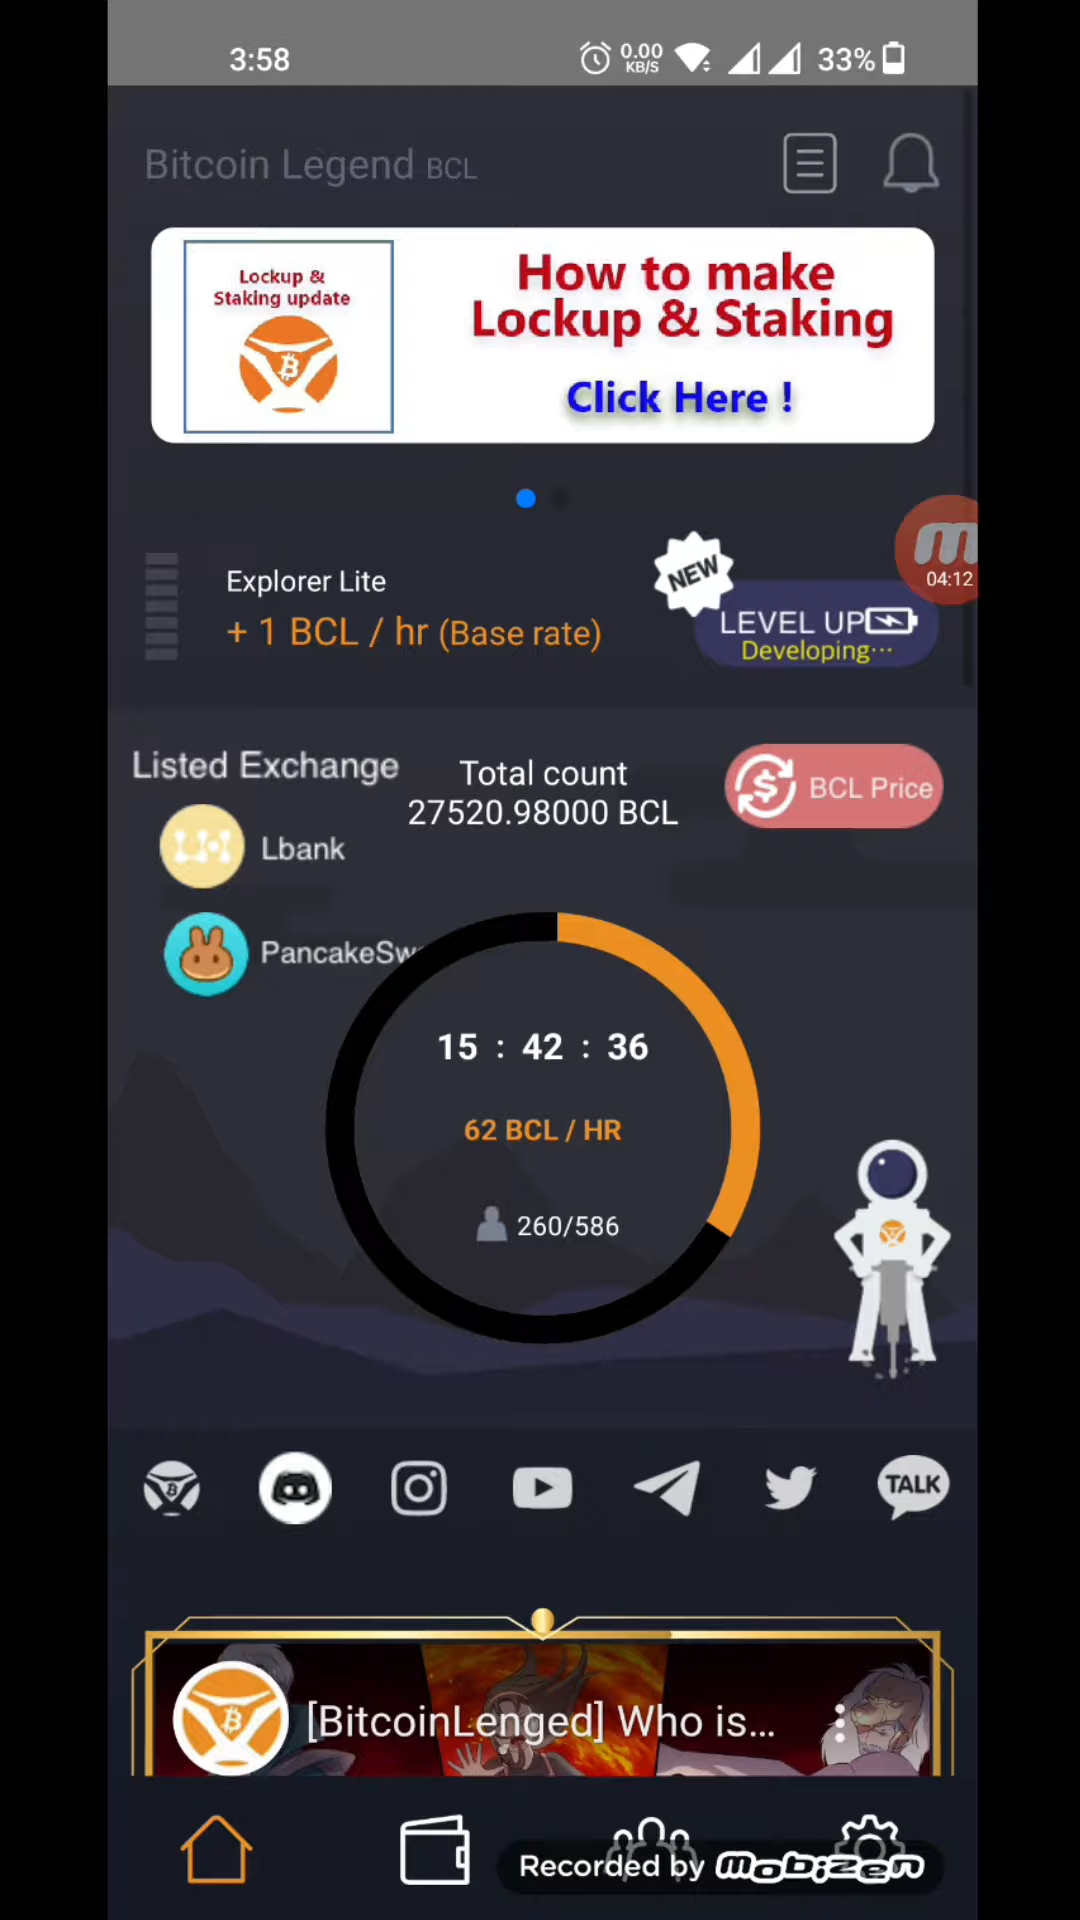 3:58
0.00
KB/S
33%
Bitcoin Legend BCL
Lockup &
Staking update
How to make
Lockup & Staking
Click Here !
04:12
NEW
Explorer Lite
+ 1 BCL / hr (Base rate)
LEVEL UP
Developing...
Listed Exchange
Total count
27520.98000 BCL
BCL Price
Lbank
PancakeSw
15 : 42 : 36
62 BCL / HR
260/586
TALK
[BitcoinLenged] Who is...
Recorded by mobizen